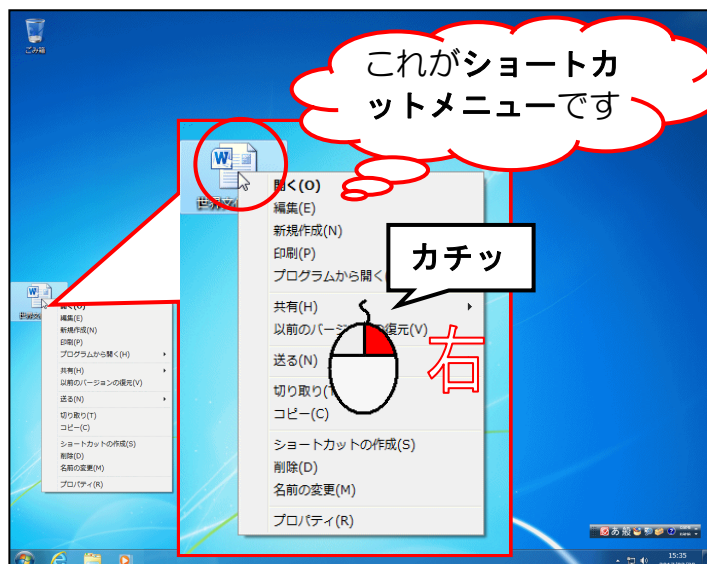 ごみ箱
これがショートカ
ットメニューです
開く(O)
編集(E)
新規作成(N)
印刷(P)
プログラムから開く
カチッ
共有(H)
以前のバージョンの復元(V)
送る(N)
右
切り取り(T
コピー(C)
ショートカットの作成(S)
削除(D)
名前の変更(M)
プロパティ(R)
開く(O)
編集(E)
新規作成(N)
印刷(P)
プログラムから開く(H)
共有(H)
以前のバージョンの復元(V)
送る(N)
切り取り(T)
コピー(C)
ショートカットの作成(S)
削除(D)
名前の変更(M)
プロパティ(R)
あ 般
15:35